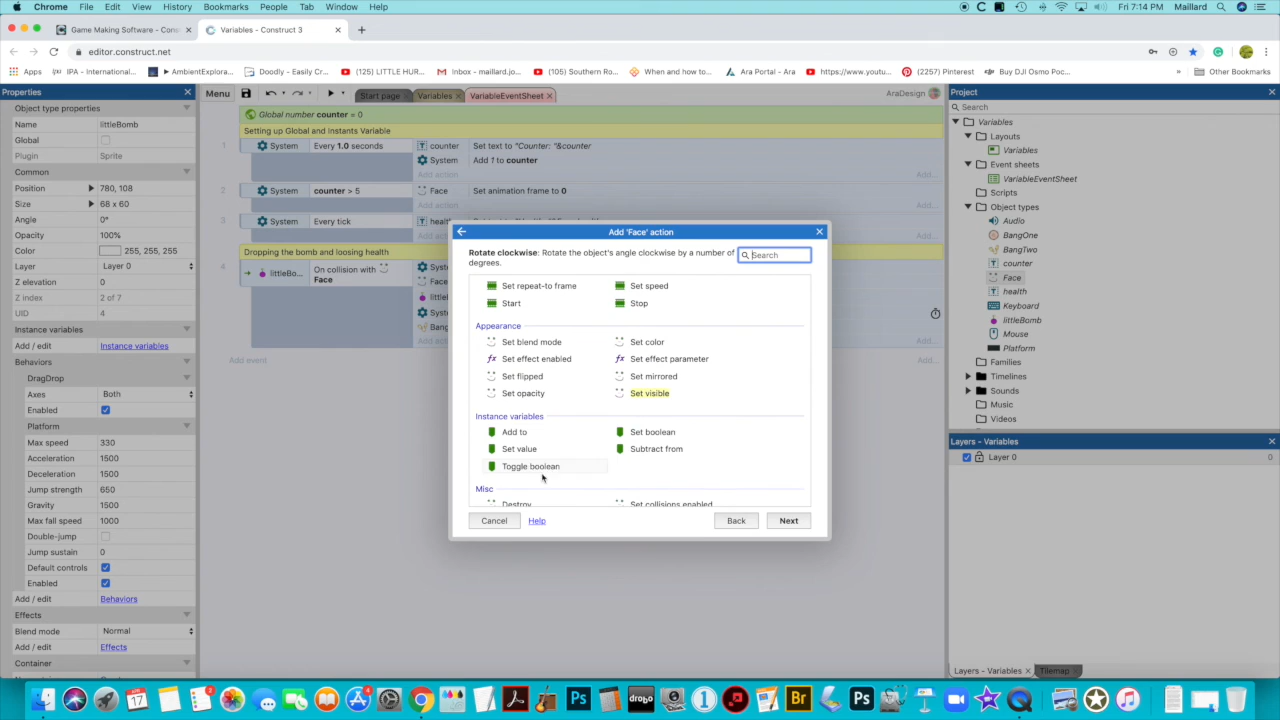 Chrome File Edit View History Bookmarks People Tab Window Help Fri 7:14 PM Maillard
Game Making Software - Cons Variables - Construct 3
editor.construct.net
Apps IPA - International... AmbientExplora... Doodly - Easily Cr... (125) LITTLE HUR... Inbox - maillard.jo... (105) Southern Ro... When and how to... Ara Portal - Ara https://www.youtu... (2257) Pinterest Buy DJI Osmo Poc... » Other Bookmarks
Properties
Object type properties
Name littleBomb
Global
Plugin Sprite
Common
Position 780, 108
Size 68 x 60
Angle 0°
Opacity 100%
Color 255, 255, 255
Layer Layer 0
Z elevation 0
Z index 2 of 7
UID 4
Instance variables
Add / edit Instance variables
Behaviors
DragDrop
Axes Both
Enabled
Platform
Max speed 330
Acceleration 1500
Deceleration 1500
Jump strength 650
Gravity 1500
Max fall speed 1000
Double-jump
Jump sustain 0
Default controls
Enabled
Add / edit Behaviors
Effects
Blend mode Normal
Add / edit Effects
Container
Menu Start page Variables VariableEventSheet AraDesign
Global number counter = 0
Setting up Global and instants Variable
1 System Every 1.0 seconds counter Set text to "Counter: "&counter
System Add 1 to counter
Add action Add...
2 System counter > 5 Face Set animation frame to 0
Add action Add...
3 System Every tick
Dropping the bomb and loosing health
4 littleBo... On collision with Face
Add event Add...
Add 'Face' action
Rotate clockwise: Rotate the object's angle clockwise by a number of degrees.
Search
Set repeat-to frame Set speed
Start Stop
Appearance
Set blend mode Set color
Set effect enabled Set effect parameter
Set flipped Set mirrored
Set opacity Set visible
Instance variables
Add to Set boolean
Set value Subtract from
Toggle boolean
Misc
Destroy Set collisions enabled
Cancel Help Back Next
Project
Search
Variables
Layouts
Variables
Event sheets
VariableEventSheet
Scripts
Object types
Audio
BangOne
BangTwo
counter
Face
health
Keyboard
littleBomb
Mouse
Platform
Families
Timelines
Sounds
Music
Videos
Layers - Variables
Layer 0 0
Layers - Variables Tilemap